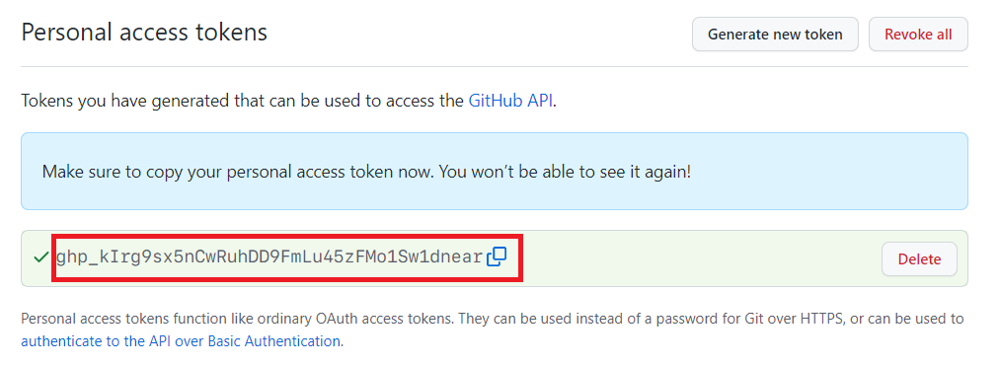 Personal access tokens
Generate new token
Revoke all
Tokens you have generated that can be used to access the GitHub API.
Make sure to copy your personal access token now. You won’t be able to see it again!
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
Delete
Personal access tokens function like ordinary OAuth access tokens. They can be used instead of a password for Git over HTTPS, or can be used to
authenticate to the API over Basic Authentication.